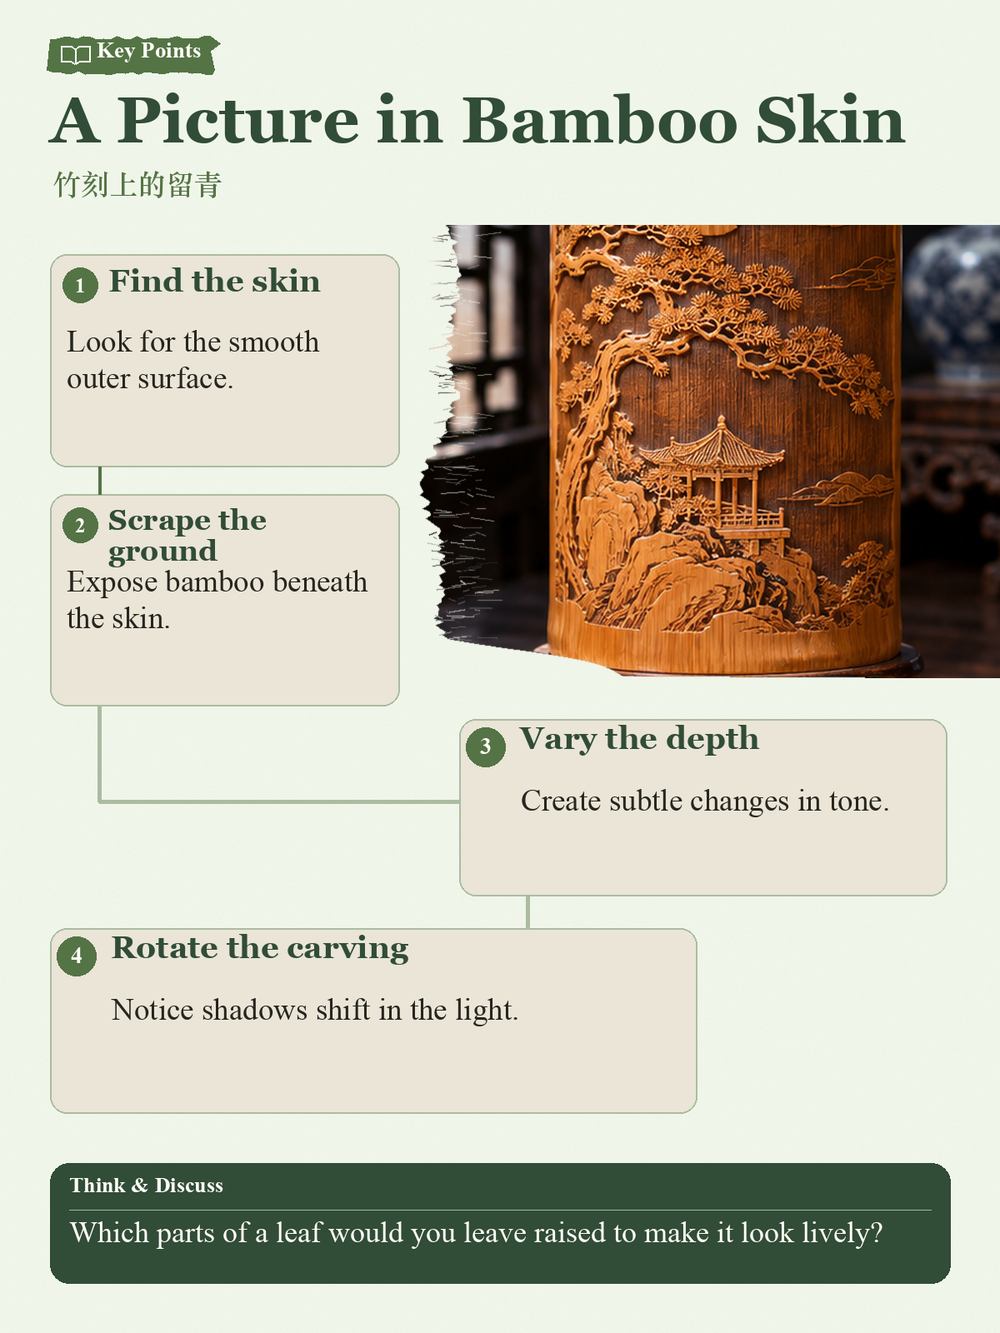 Key Points
A Picture in Bamboo Skin
竹刻上的留青
1 Find the skin
Look for the smooth
outer surface.
2 Scrape the
ground
Expose bamboo beneath
the skin.
3 Vary the depth
Create subtle changes in tone.
4 Rotate the carving
Notice shadows shift in the light.
Think & Discuss
Which parts of a leaf would you leave raised to make it look lively?